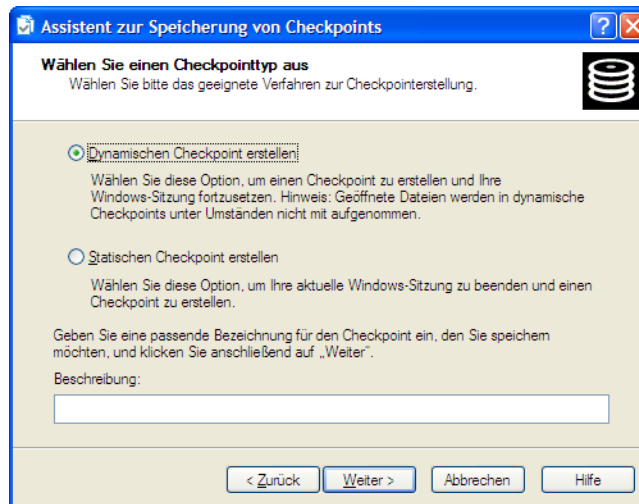 Assistent zur Speicherung von Checkpoints
Wählen Sie einen Checkpointtyp aus
Wählen Sie bitte das geeignete Verfahren zur Checkpointerstellung.
Dynamischen Checkpoint erstellen
Wählen Sie diese Option, um einen Checkpoint zu erstellen und Ihre
Windows-Sitzung fortzusetzen. Hinweis: Geöffnete Dateien werden in dynamische
Checkpoints unter Umständen nicht mit aufgenommen.
Statischen Checkpoint erstellen
Wählen Sie diese Option, um Ihre aktuelle Windows-Sitzung zu beenden und einen
Checkpoint zu erstellen.
Geben Sie eine passende Bezeichnung für den Checkpoint ein, den Sie speichern
möchten, und klicken Sie anschließend auf „Weiter“.
Beschreibung:
< Zurück Weiter > Abbrechen Hilfe